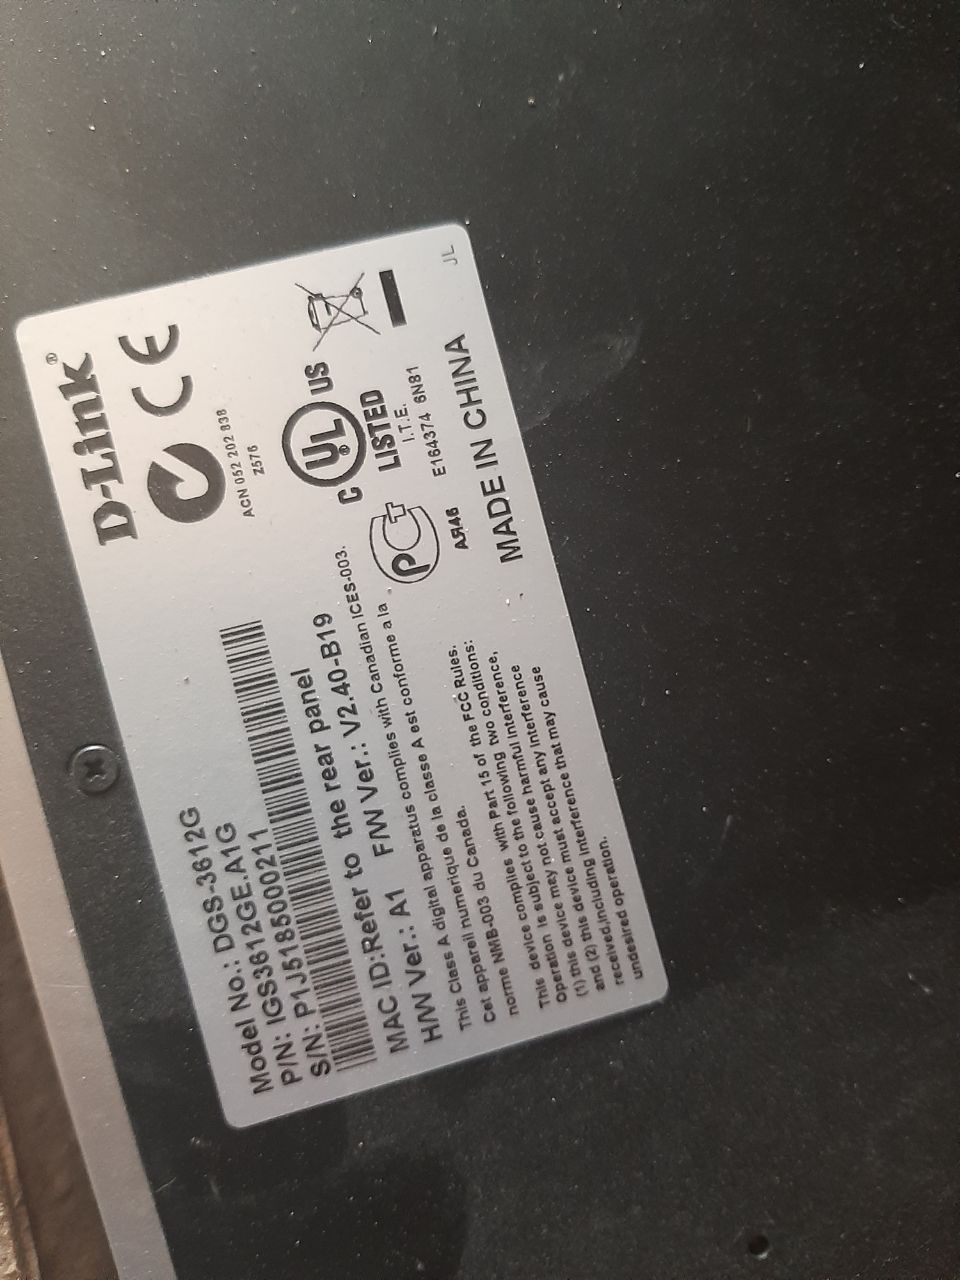 D-Link®
ACN 052 202 838
Z576
C UL US
LISTED
I.T.E.
E164374 6N81
PC
АЯ46
MADE IN CHINA
JL
Model No.: DGS-3612G
P/N: IGS3612GE.A1G
S/N: P1J5185000211
MAC ID:Refer to the rear panel
H/W Ver.: A1 F/W Ver.: V2.40-B19
This Class A digital apparatus complies with Canadian ICES-003.
Cet appareil numerique de la classe A est conforme a la
norme NMB-003 du Canada.
This device complies with Part 15 of the FCC Rules.
Operation is subject to the following two conditions:
(1) this device may not cause harmful interference,
and (2) this device must accept any interference
received,including interference that may cause
undesired operation.